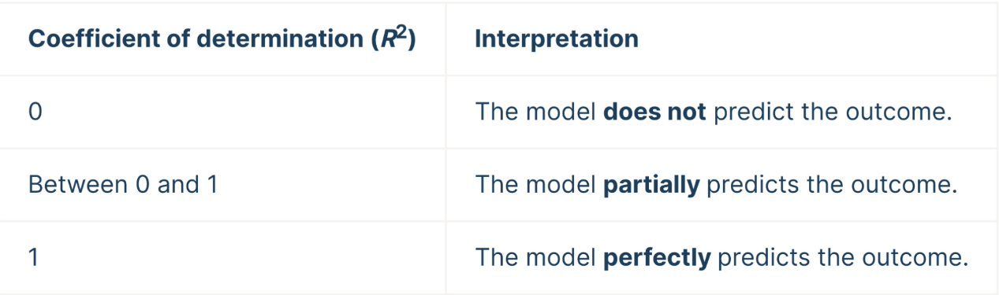 Coefficient of determination (R²) Interpretation
0 The model does not predict the outcome.
Between 0 and 1 The model partially predicts the outcome.
1 The model perfectly predicts the outcome.